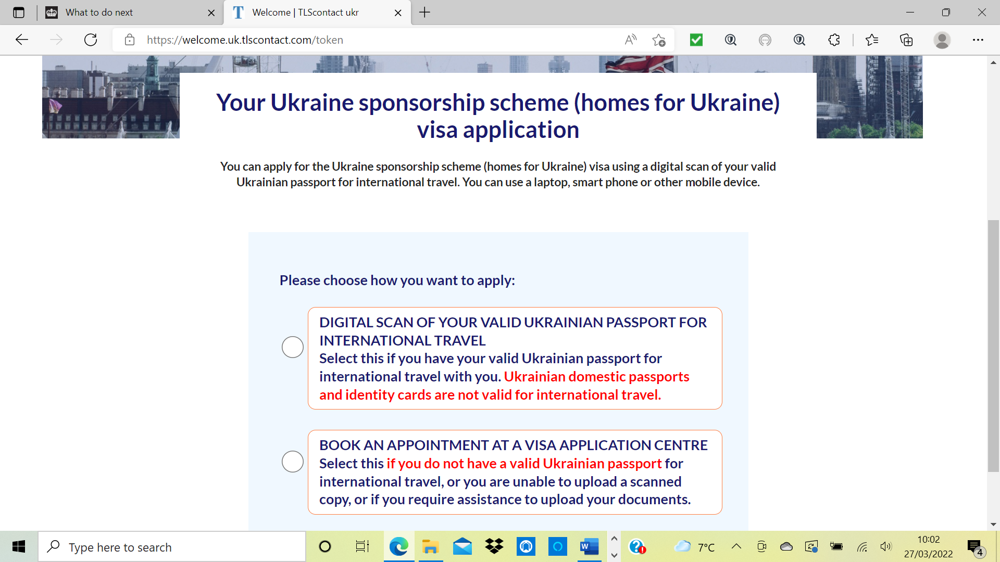 What to do next
Welcome | TLScontact ukr
https://welcome.uk.tlscontact.com/token
Your Ukraine sponsorship scheme (homes for Ukraine)
visa application
You can apply for the Ukraine sponsorship scheme (homes for Ukraine) visa using a digital scan of your valid
Ukrainian passport for international travel. You can use a laptop, smart phone or other mobile device.
Please choose how you want to apply:
DIGITAL SCAN OF YOUR VALID UKRAINIAN PASSPORT FOR
INTERNATIONAL TRAVEL
Select this if you have your valid Ukrainian passport for
international travel with you. Ukrainian domestic passports
and identity cards are not valid for international travel.
BOOK AN APPOINTMENT AT A VISA APPLICATION CENTRE
Select this if you do not have a valid Ukrainian passport for
international travel, or you are unable to upload a scanned
copy, or if you require assistance to upload your documents.
Type here to search
7°C
10:02
27/03/2022
4